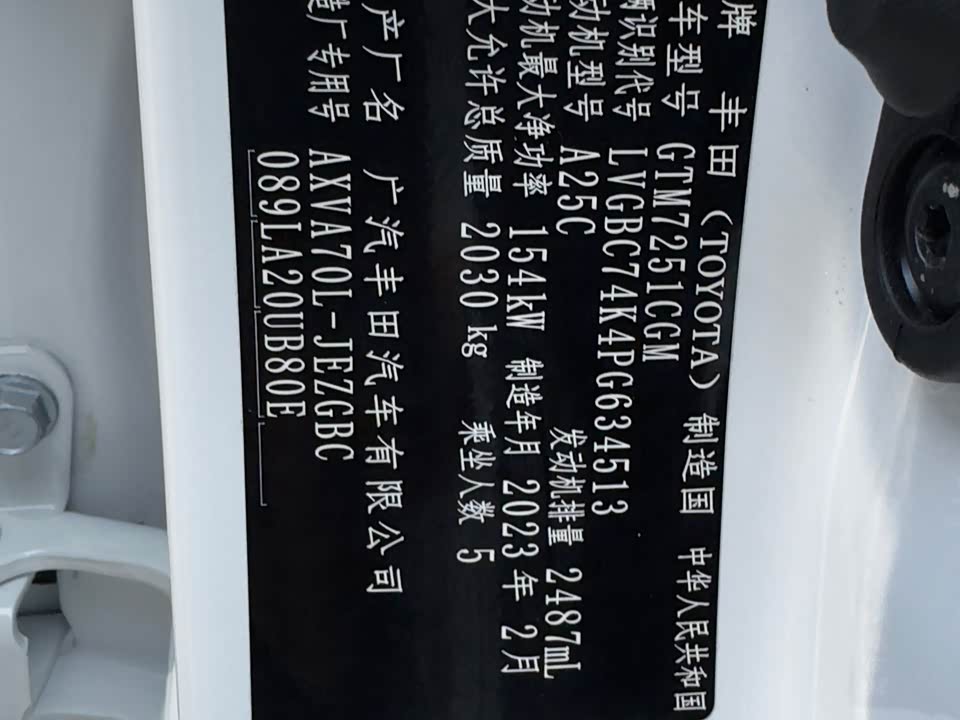 牌 丰田（TOYOTA） 制造国 中华人民共和国
车型号 GTM7251CGM
辆识别代号 LVGBC74K4PG634513
动机型号 A25C 发动机排量 2487mL
动机最大净功率 154kW 制造年月 2023年2月
大允许总质量 2030 kg 乘坐人数 5
产厂名 广汽丰田汽车有限公司
造厂专用号 AXVA70L-JEZGBC
089LA20UB80E